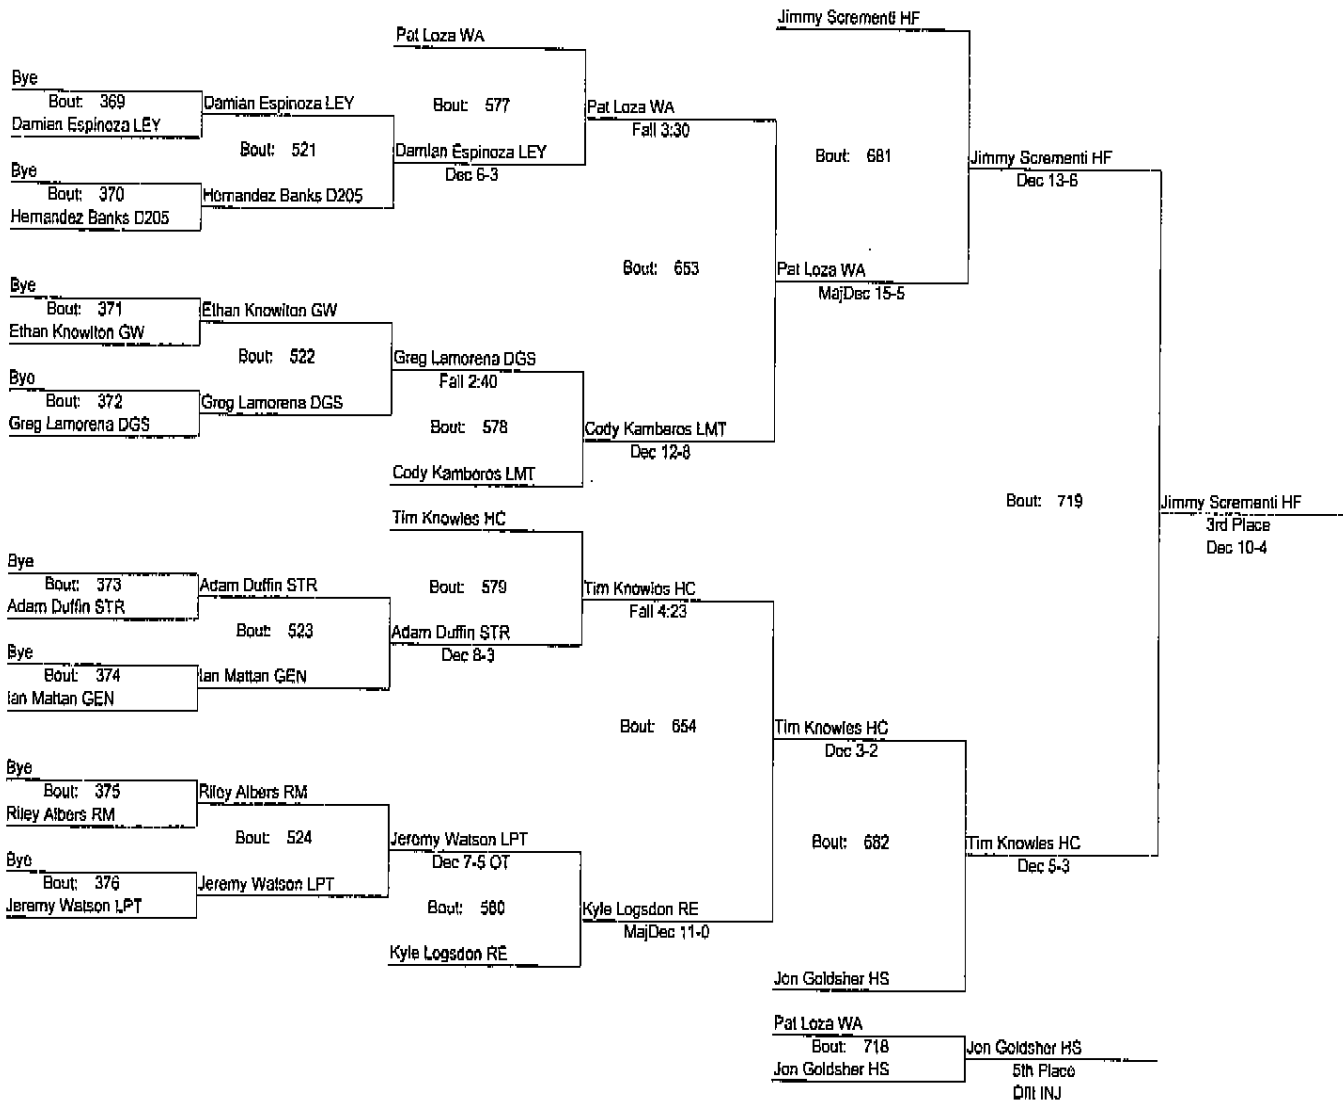 Jimmy Scrementi HF
Pat Loza WA
Bye
Bout: 369
Damian Espinoza LEY
Damian Espinoza LEY
Bout: 577
Pat Loza WA
Fall 3:30
Bout: 521
Damian Espinoza LEY
Dec 6-3
Bout: 681
Jimmy Scrementi HF
Dec 13-6
Bye
Bout: 370
Hernandez Banks D205
Hernandez Banks D205
Bout: 653
Pat Loza WA
MajDec 15-5
Bye
Bout: 371
Ethan Knowlton GW
Ethan Knowlton GW
Bout: 522
Greg Lamorena DGS
Fall 2:40
Bye
Bout: 372
Greg Lamorena DGS
Greg Lamorena DGS
Bout: 578
Cody Kamberos LMT
Dec 12-8
Cody Kamberos LMT
Bout: 719
Jimmy Scrementi HF
3rd Place
Dec 10-4
Tim Knowles HC
Bye
Bout: 373
Adam Duffin STR
Adam Duffin STR
Bout: 579
Tim Knowles HC
Fall 4:23
Bout: 523
Adam Duffin STR
Dec 8-3
Bye
Bout: 374
Ian Mattan GEN
Ian Mattan GEN
Bout: 654
Tim Knowles HC
Dec 3-2
Bye
Bout: 375
Riley Albers RM
Riley Albers RM
Bout: 524
Jeremy Watson LPT
Dec 7-5 OT
Bout: 682
Tim Knowles HC
Dec 5-3
Bye
Bout: 376
Jeremy Watson LPT
Jeremy Watson LPT
Bout: 580
Kyle Logsdon RE
MajDec 11-0
Kyle Logsdon RE
Jon Goldsher HS
Pat Loza WA
Bout: 718
Jon Goldsher HS
Jon Goldsher HS
5th Place
Dflt INJ